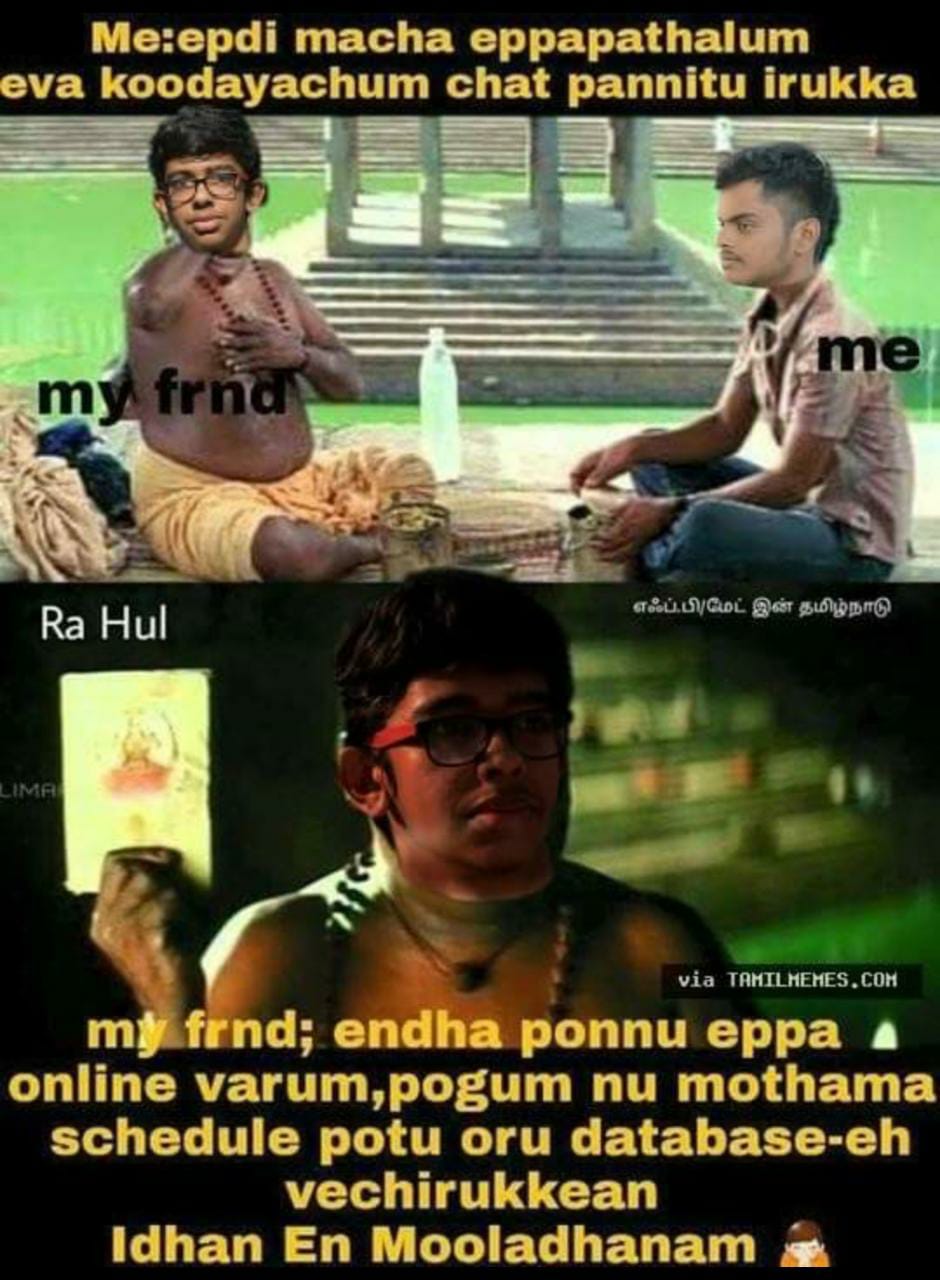 Me:epdi macha eppapathalum
eva koodayachum chat pannitu irukka
me
my frnd
Ra Hul
எஃப்.பி/மேட் இன் தமிழ்நாடு
LIMA
via TAMILMEMES.COM
my frnd; endha ponnu eppa
online varum,pogum nu mothama
schedule potu oru database-eh
vechirukkean
Idhan En Mooladhanam